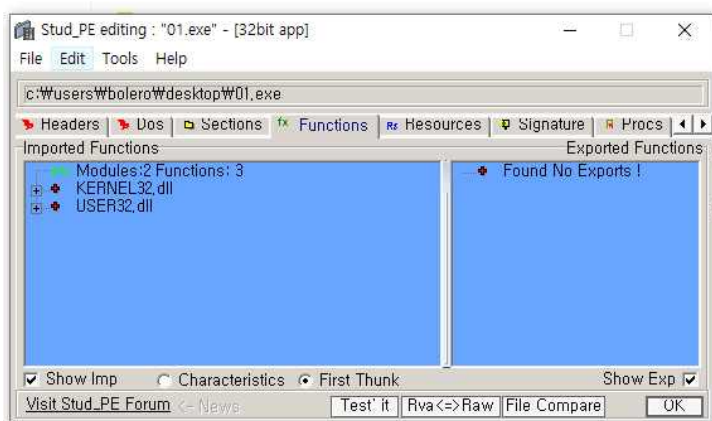 Stud_PE editing : "01.exe" - [32bit app]
File Edit Tools Help
c:₩users₩bolero₩desktop₩01.exe
Headers Dos Sections fx Functions Rs Resources Signature Procs
Imported Functions Exported Functions
Modules:2 Functions: 3 Found No Exports !
KERNEL32.dll
USER32.dll
Show Imp Characteristics First Thunk Show Exp
Visit Stud_PE Forum <- News Test' it Rva<=>Raw File Compare OK